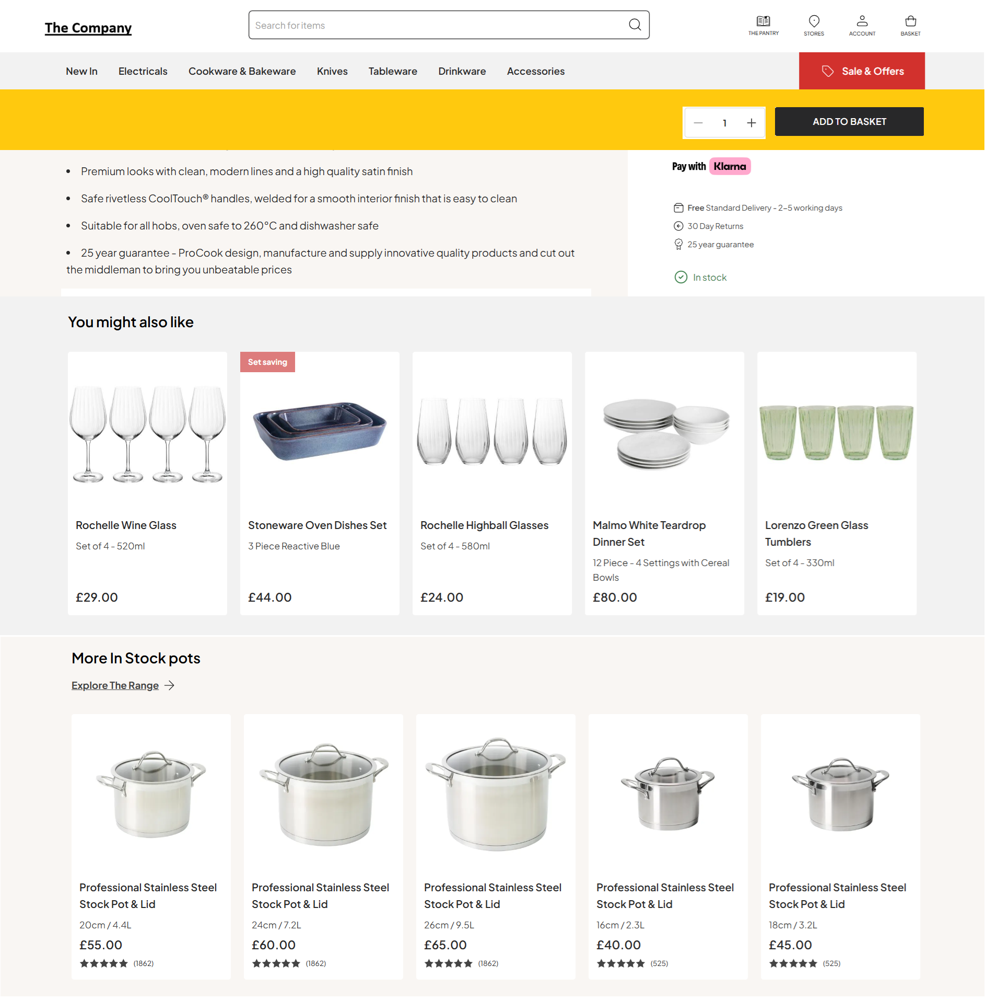 The Company
Search for items
THE PANTRY
STORES
ACCOUNT
BASKET
New In
Electricals
Cookware & Bakeware
Knives
Tableware
Drinkware
Accessories
Sale & Offers
1
ADD TO BASKET
• Premium looks with clean, modern lines and a high quality satin finish
• Safe rivetless CoolTouch® handles, welded for a smooth interior finish that is easy to clean
• Suitable for all hobs, oven safe to 260°C and dishwasher safe
• 25 year guarantee - ProCook design, manufacture and supply innovative quality products and cut out
the middleman to bring you unbeatable prices
Pay with Klarna
Free Standard Delivery - 2–5 working days
30 Day Returns
25 year guarantee
In stock
You might also like
Rochelle Wine Glass
Set of 4 - 520ml
£29.00
Set saving
Stoneware Oven Dishes Set
3 Piece Reactive Blue
£44.00
Rochelle Highball Glasses
Set of 4 - 580ml
£24.00
Malmo White Teardrop
Dinner Set
12 Piece - 4 Settings with Cereal
Bowls
£80.00
Lorenzo Green Glass
Tumblers
Set of 4 - 330ml
£19.00
More In Stock pots
Explore The Range
Professional Stainless Steel
Stock Pot & Lid
20cm / 4.4L
£55.00
(1862)
Professional Stainless Steel
Stock Pot & Lid
24cm / 7.2L
£60.00
(1862)
Professional Stainless Steel
Stock Pot & Lid
26cm / 9.5L
£65.00
(1862)
Professional Stainless Steel
Stock Pot & Lid
16cm / 2.3L
£40.00
(525)
Professional Stainless Steel
Stock Pot & Lid
18cm / 3.2L
£45.00
(525)